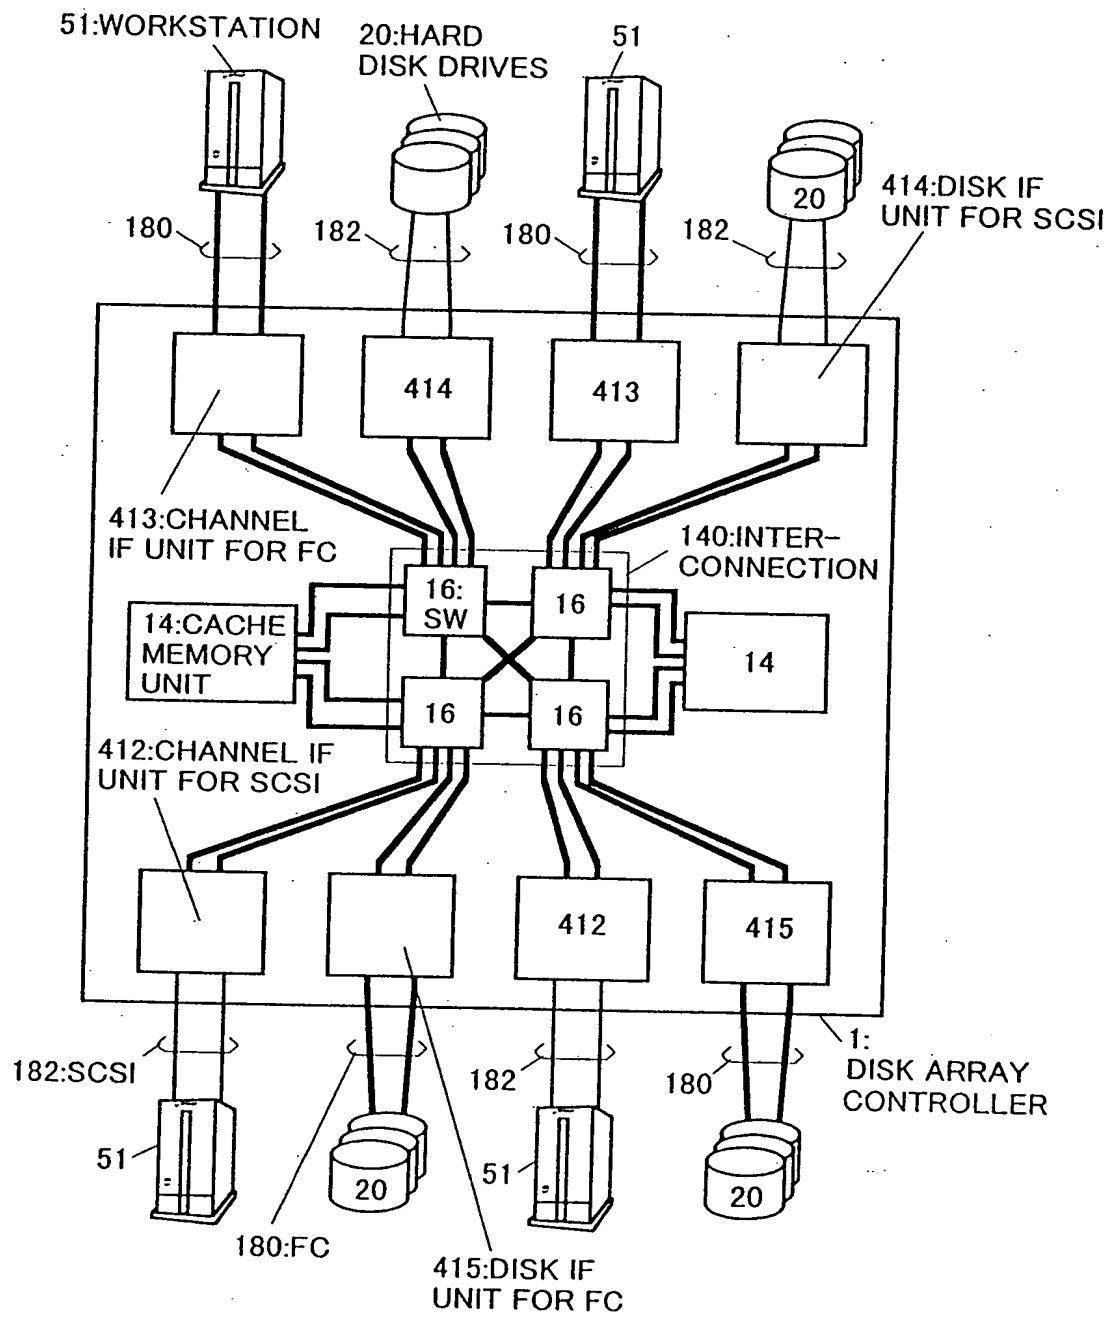 51:WORKSTATION
20:HARD
DISK DRIVES
51
20
414:DISK IF
UNIT FOR SCSI
180
182
180
182
414
413
413:CHANNEL
IF UNIT FOR FC
140:INTER-
CONNECTION
16:
SW
16
14:CACHE
MEMORY
UNIT
14
16
16
412:CHANNEL IF
UNIT FOR SCSI
412
415
182:SCSI
182
180
1:
DISK ARRAY
CONTROLLER
51
20
51
20
180:FC
415:DISK IF
UNIT FOR FC